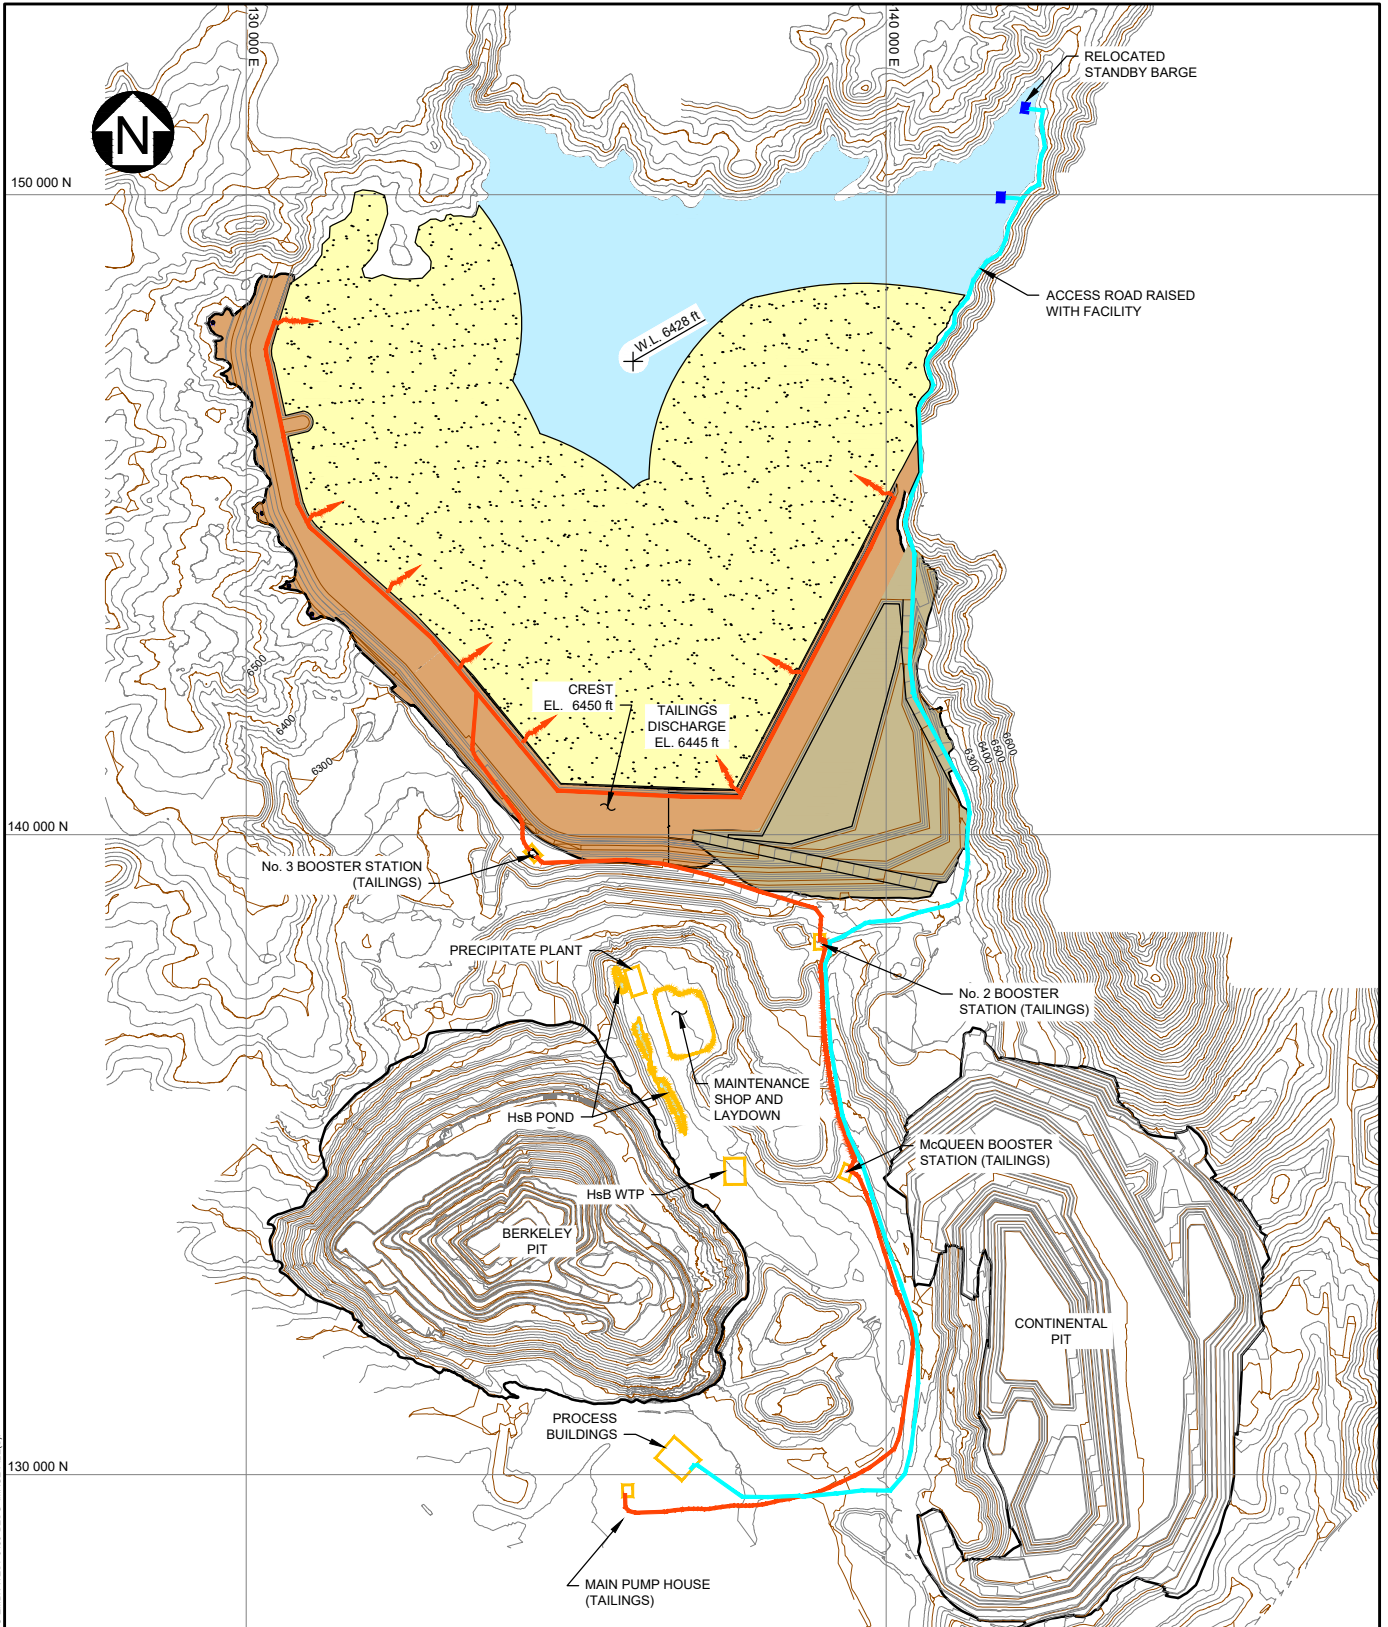 130 000 E
140 000 E
RELOCATED
STANDBY BARGE
N
150 000 N
ACCESS ROAD RAISED
WITH FACILITY
W.L. 6428 ft
6500
6400
6300
CREST
EL. 6450 ft
TAILINGS
DISCHARGE
EL. 6445 ft
6600
6500
6400
6300
140 000 N
No. 3 BOOSTER STATION
(TAILINGS)
PRECIPITATE PLANT
No. 2 BOOSTER
STATION (TAILINGS)
MAINTENANCE
SHOP AND
LAYDOWN
HsB POND
McQUEEN BOOSTER
STATION (TAILINGS)
HsB WTP
BERKELEY
PIT
CONTINENTAL
PIT
PROCESS
BUILDINGS
130 000 N
MAIN PUMP HOUSE
(TAILINGS)